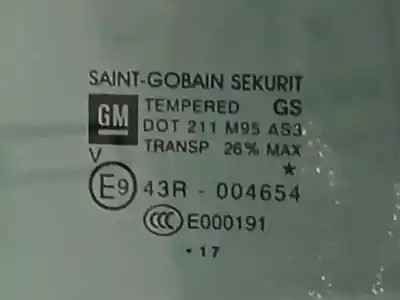 SAINT-GOBAIN SEKURIT
GM TEMPERED GS
DOT 211 M95 AS3
TRANSP 26% MAX
V
E9 43R - 004654
CCC E000191
· 17